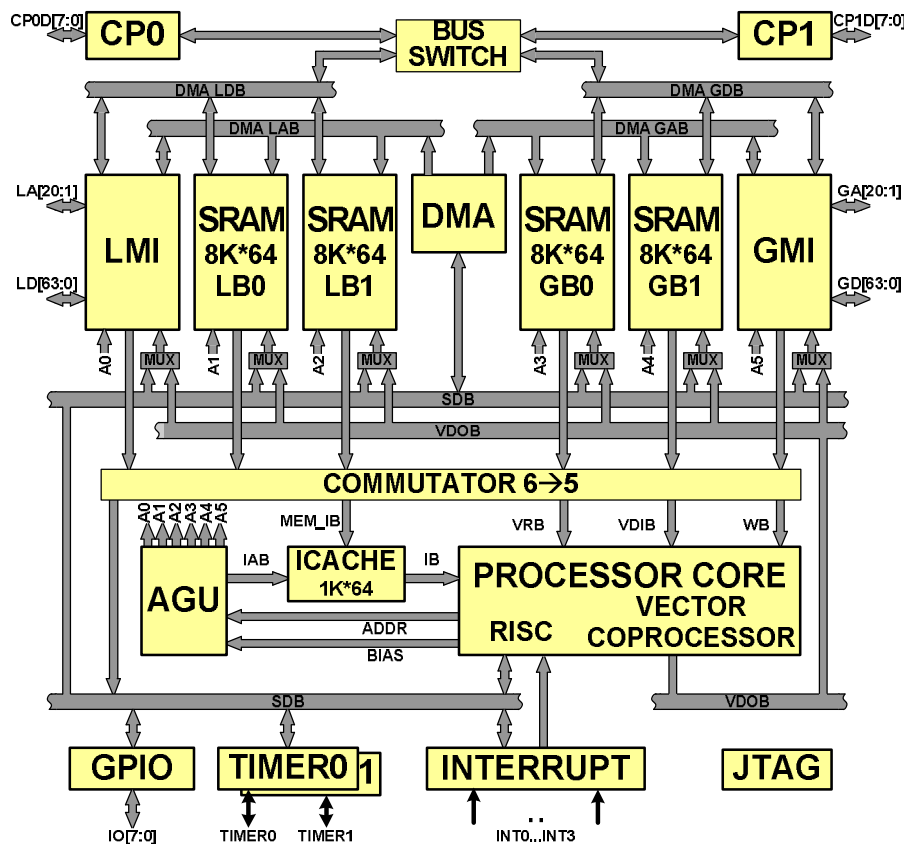 CP0D[7:0]
CP0
BUS
SWITCH
CP1
CP1D[7:0]
DMA LDB
DMA GDB
DMA LAB
DMA GAB
LA[20:1]
LD[63:0]
LMI
SRAM
8K*64
LB0
SRAM
8K*64
LB1
DMA
SRAM
8K*64
GB0
SRAM
8K*64
GB1
GMI
GA[20:1]
GD[63:0]
A0
MUX
A1
MUX
A2
MUX
A3
MUX
A4
MUX
A5
MUX
SDB
VDOB
COMMUTATOR 6→5
A0
A1
A2
A3
A4
A5
MEM_IB
VRB
VDIB
WB
AGU
IAB
ICACHE
1K*64
IB
PROCESSOR CORE
VECTOR
RISC
COPROCESSOR
ADDR
BIAS
SDB
VDOB
GPIO
TIMER0
1
INTERRUPT
JTAG
IO[7:0]
TIMER0
TIMER1
..
INT0...INT3